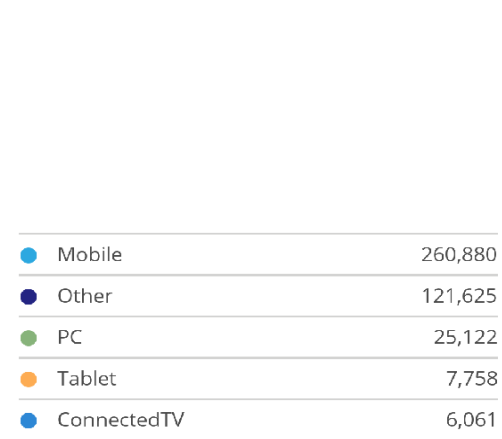 Mobile 260,880
Other 121,625
PC 25,122
Tablet 7,758
ConnectedTV 6,061